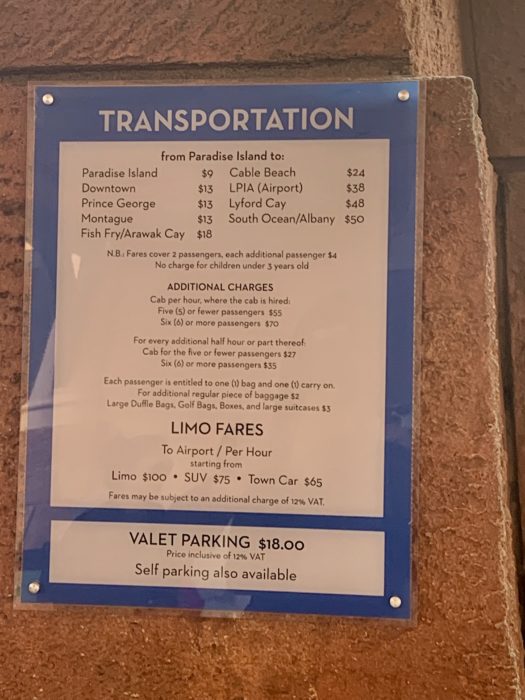 TRANSPORTATION
from Paradise Island to:
Paradise Island $9 Cable Beach $24
Downtown $13 LPIA (Airport) $38
Prince George $13 Lyford Cay $48
Montague $13 South Ocean/Albany $50
Fish Fry/Arawak Cay $18
N.B.: Fares cover 2 passengers, each additional passenger $4
No charge for children under 3 years old
ADDITIONAL CHARGES
Cab per hour, where the cab is hired:
Five (5) or fewer passengers $55
Six (6) or more passengers $70
For every additional half hour or part thereof:
Cab for the five or fewer passengers $27
Six (6) or more passengers $35
Each passenger is entitled to one (1) bag and one (1) carry on.
For additional regular piece of baggage $2
Large Duffle Bags, Golf Bags, Boxes, and large suitcases $3
LIMO FARES
To Airport / Per Hour
starting from
Limo $100 • SUV $75 • Town Car $65
Fares may be subject to an additional charge of 12% VAT.
VALET PARKING $18.00
Price inclusive of 12% VAT
Self parking also available